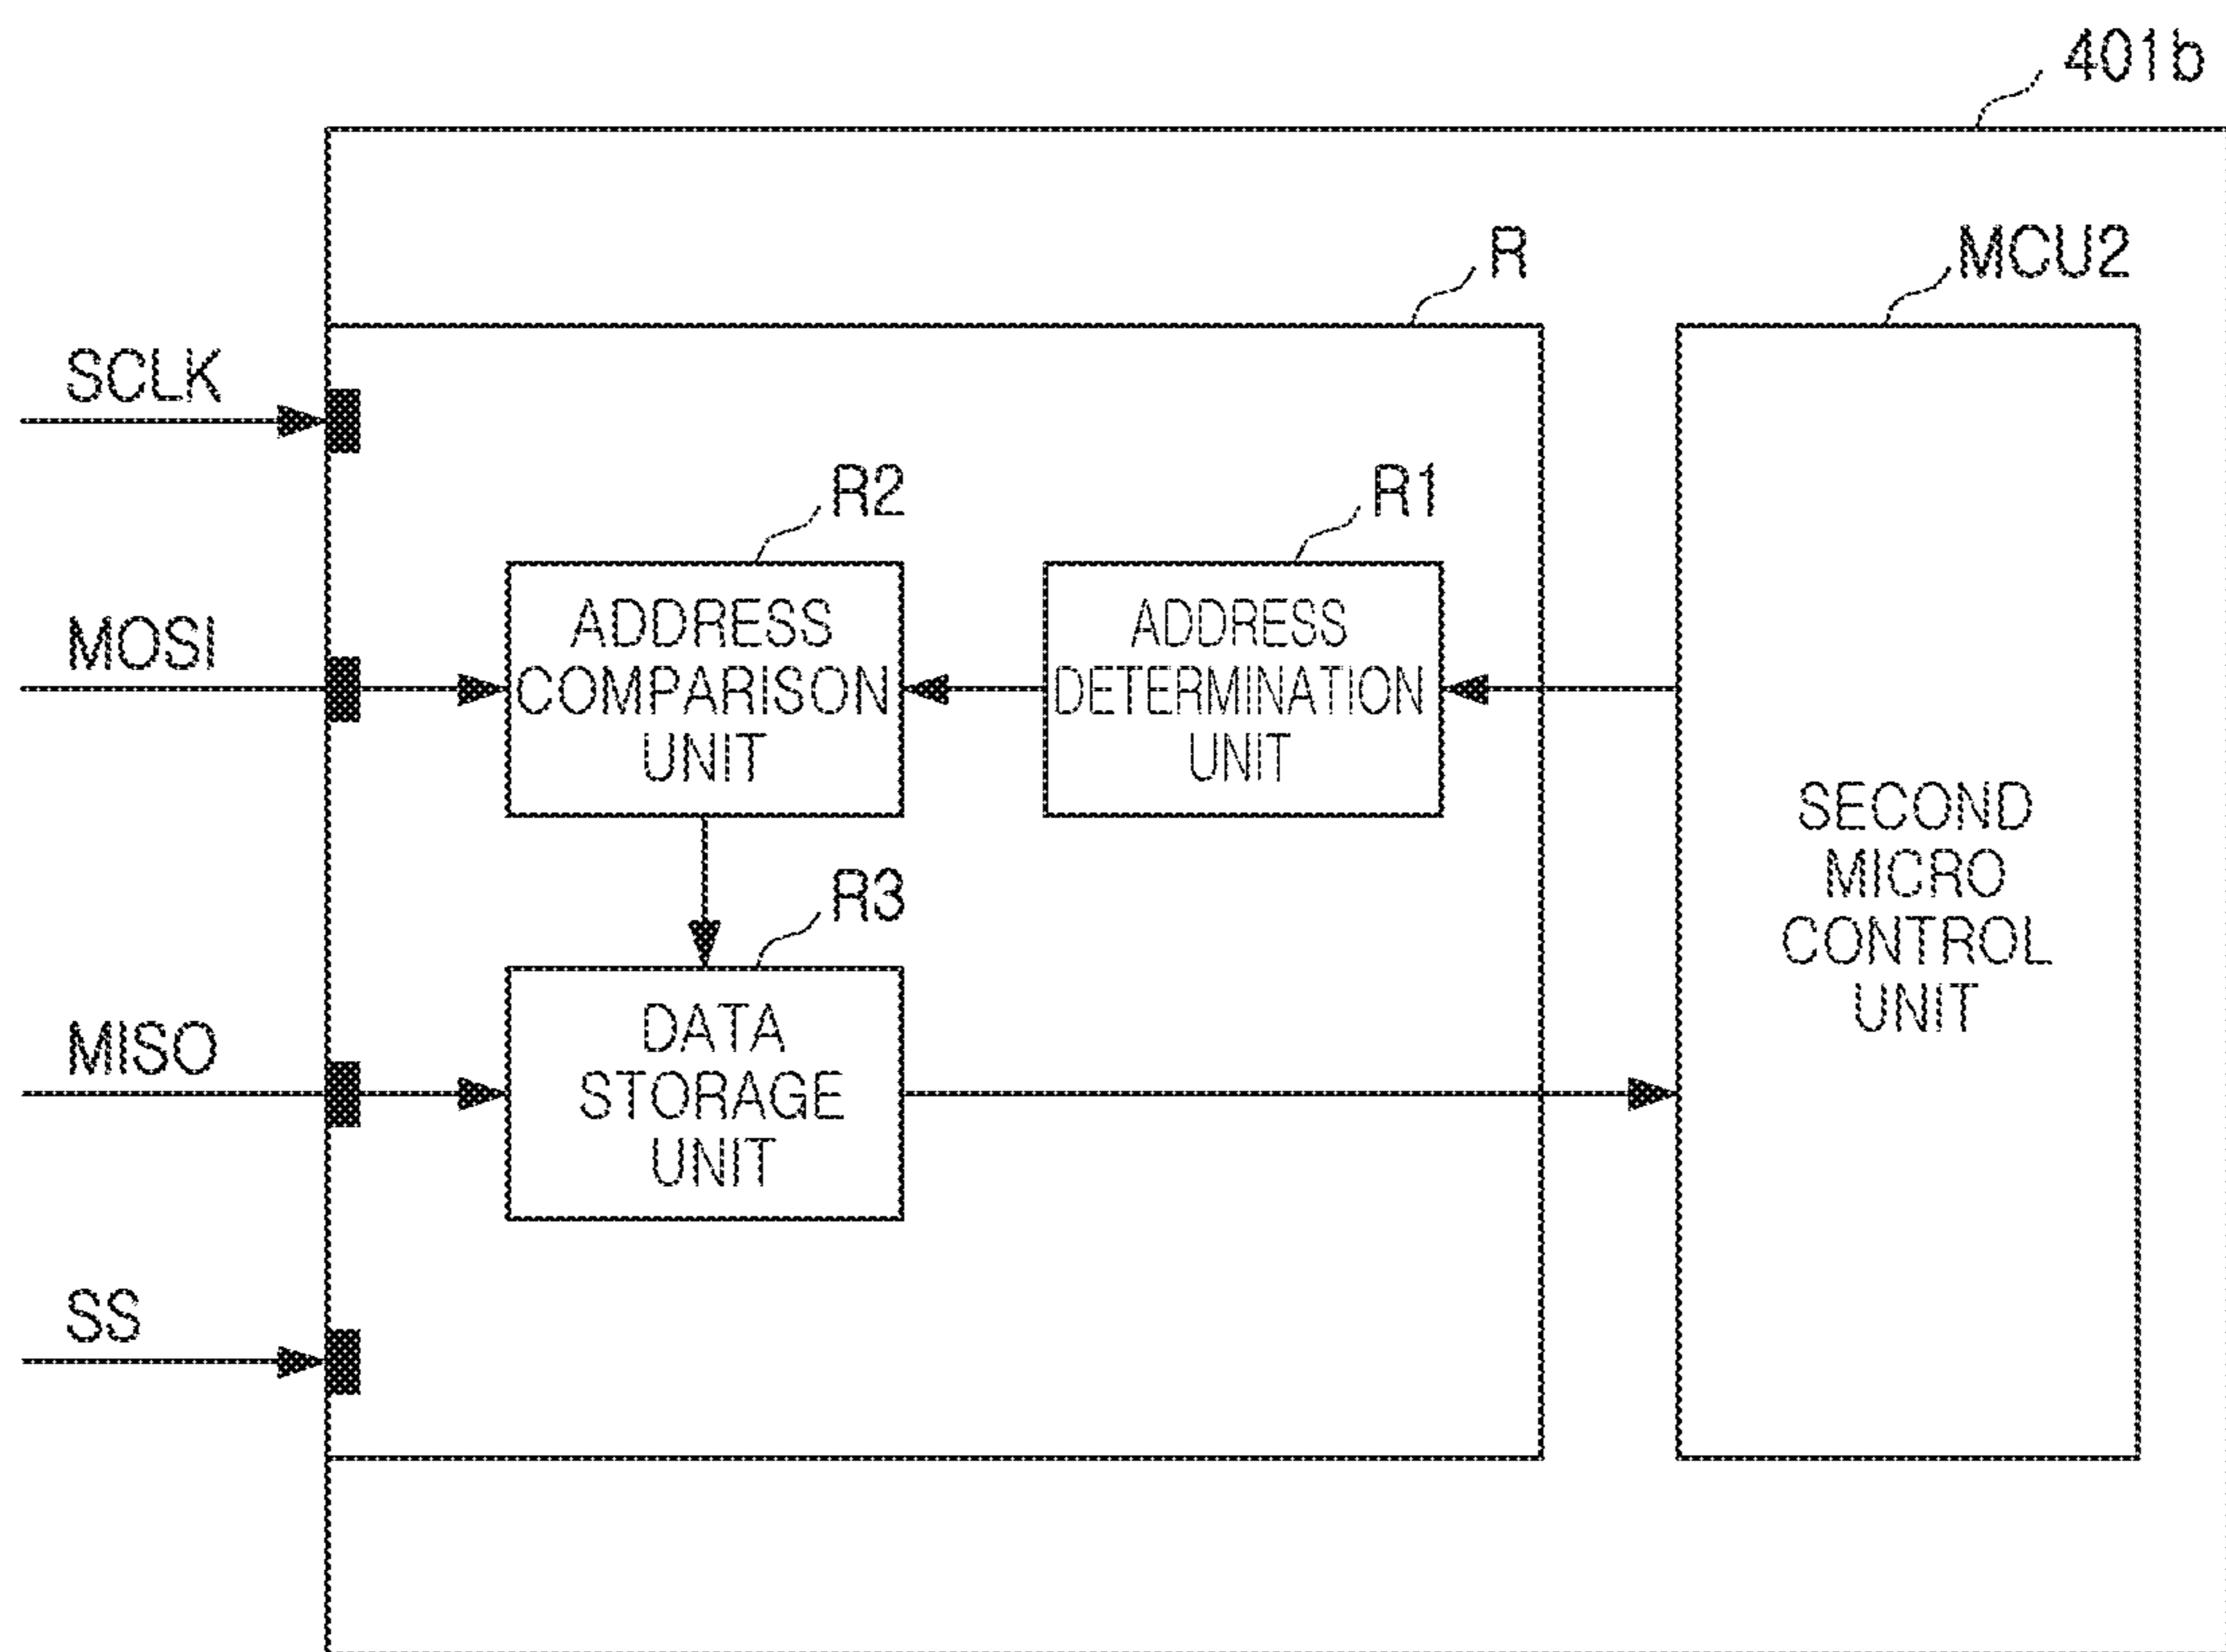 401b
R
MCU2
SCLK
R2
R1
MOSI
ADDRESS
COMPARISON
UNIT
ADDRESS
DETERMINATION
UNIT
SECOND
MICRO
CONTROL
UNIT
R3
MISO
DATA
STORAGE
UNIT
SS